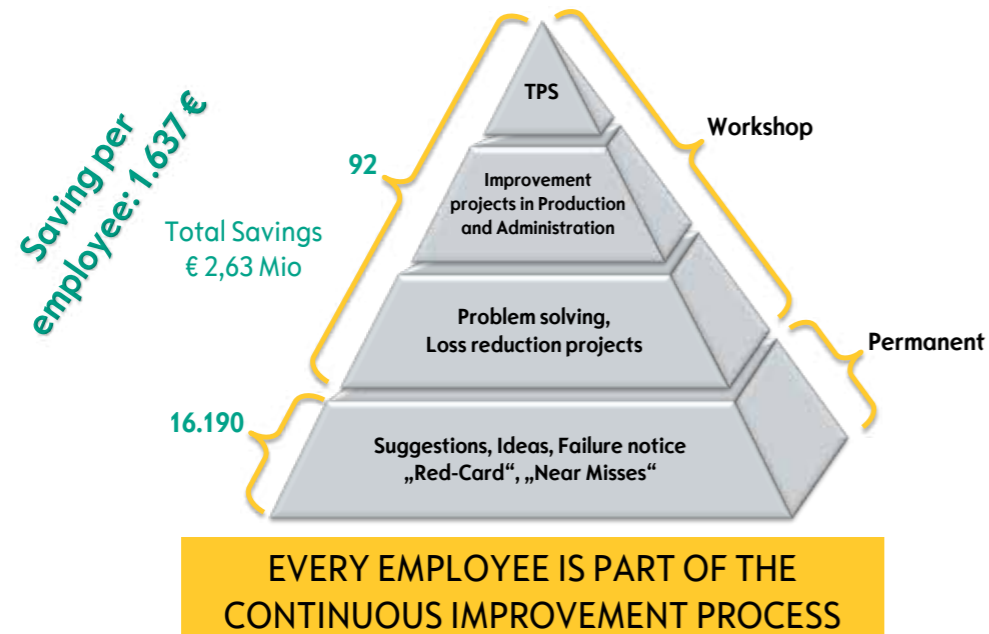 Saving per
employee: 1.637 €
92
Total Savings
€ 2,63 Mio
16.190
TPS
Improvement
projects in Production
and Administration
Problem solving,
Loss reduction projects
Suggestions, Ideas, Failure notice
„Red-Card“, „Near Misses“
Workshop
Permanent
EVERY EMPLOYEE IS PART OF THE
CONTINUOUS IMPROVEMENT PROCESS